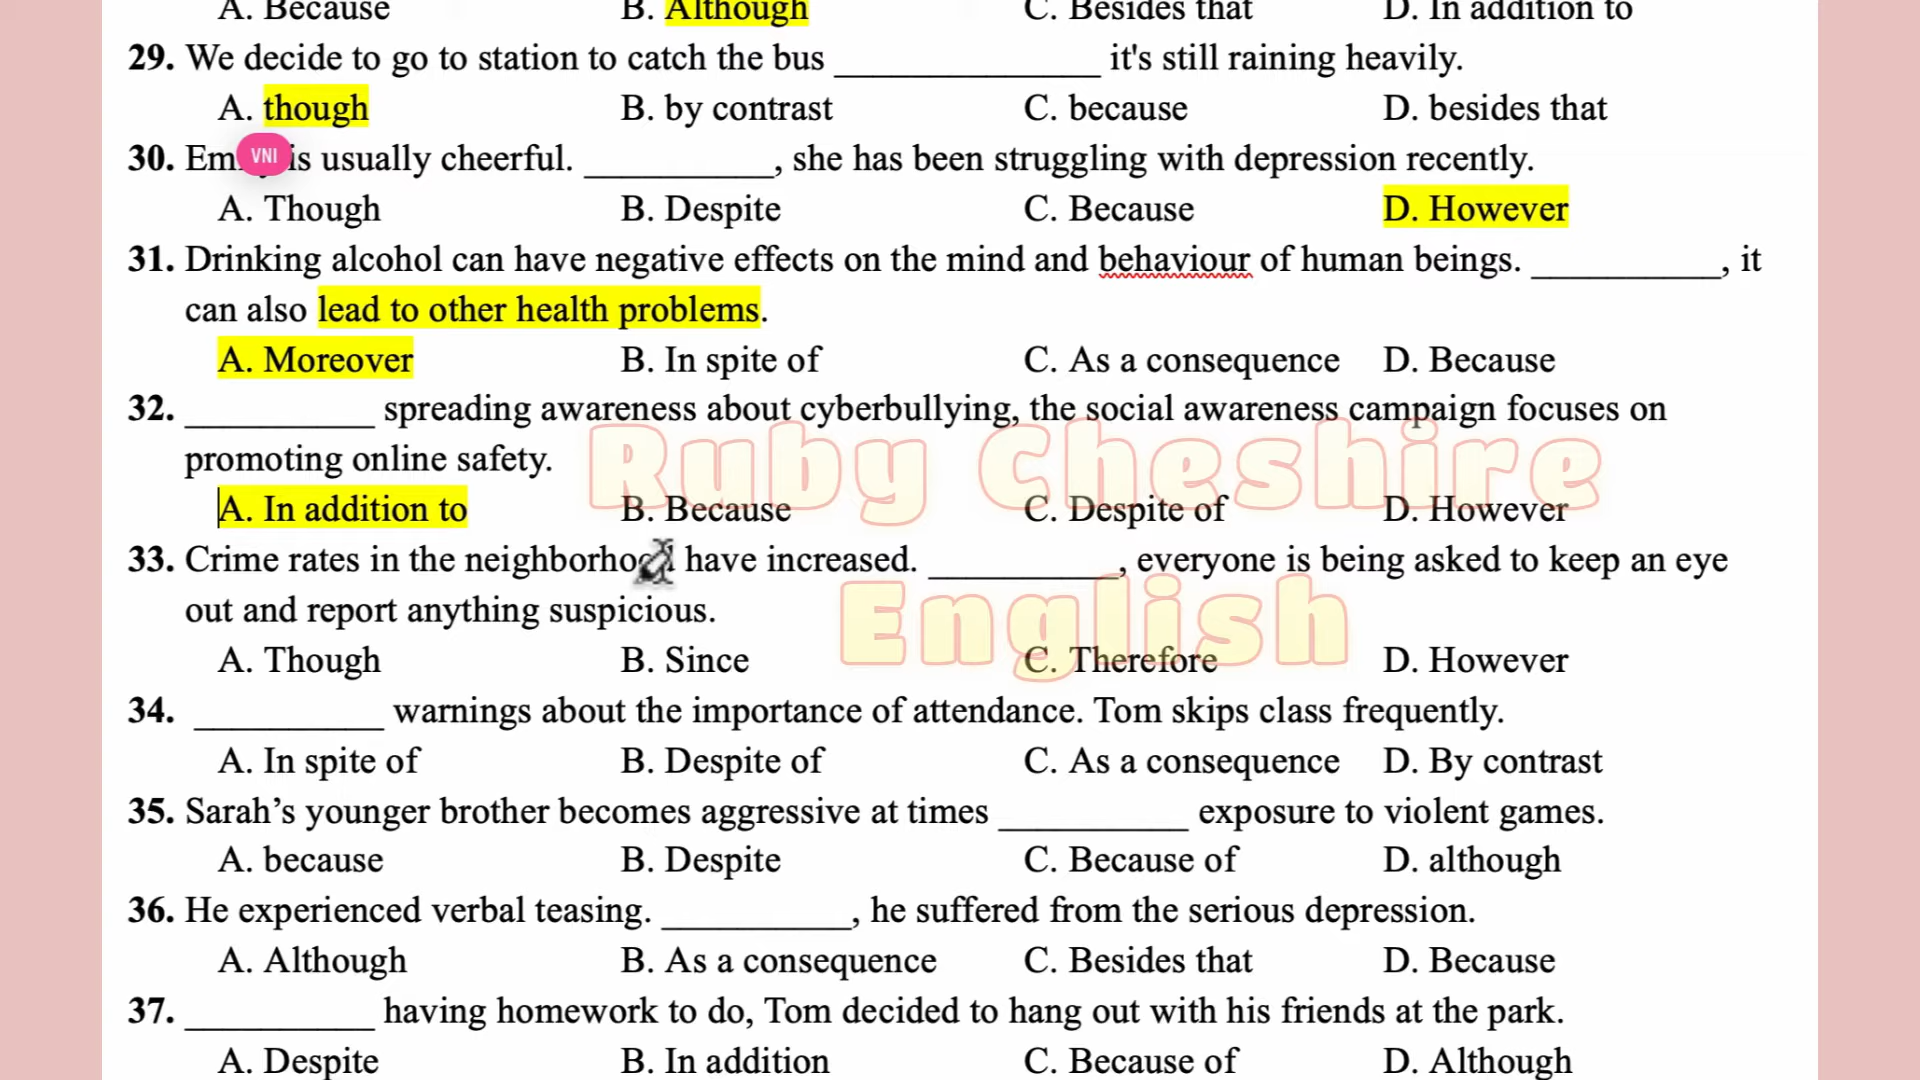 A. Because B. Although C. Besides that D. In addition to
29. We decide to go to station to catch the bus ______________ it's still raining heavily.
A. though B. by contrast C. because D. besides that
30. is usually cheerful. __________, she has been struggling with depression recently.
VNI
A. Though B. Despite C. Because D. However
31. Drinking alcohol can have negative effects on the mind and behaviour of human beings. __________, it
can also lead to other health problems.
A. Moreover B. In spite of C. As a consequence D. Because
32. __________ spreading awareness about cyberbullying, the social awareness campaign focuses on
promoting online safety.
Ruby Cheshire
A. In addition to B. Because C. Despite of D. However
33. Crime rates in the neighborhood have increased. __________, everyone is being asked to keep an eye
out and report anything suspicious.
English
A. Though B. Since C. Therefore D. However
34. __________ warnings about the importance of attendance. Tom skips class frequently.
A. In spite of B. Despite of C. As a consequence D. By contrast
35. Sarah’s younger brother becomes aggressive at times __________ exposure to violent games.
A. because B. Despite C. Because of D. although
36. He experienced verbal teasing. __________, he suffered from the serious depression.
A. Although B. As a consequence C. Besides that D. Because
37. __________ having homework to do, Tom decided to hang out with his friends at the park.
A. Despite B. In addition C. Because of D. Although